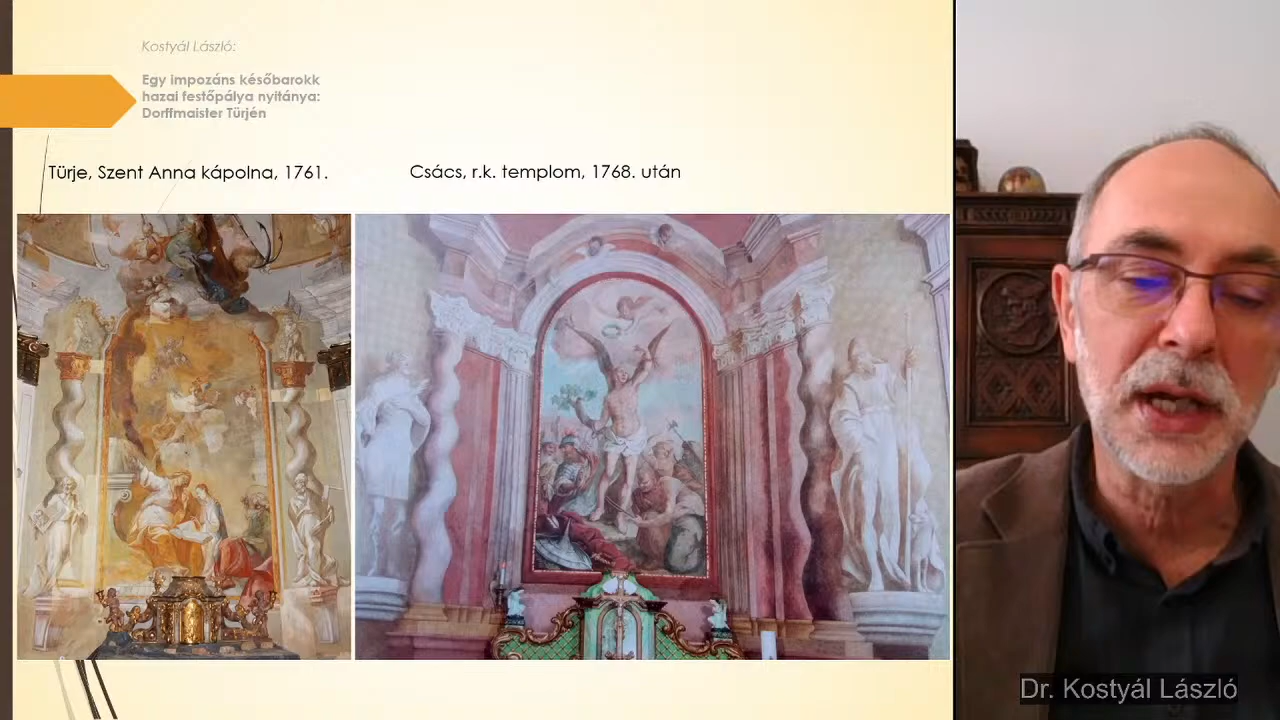 Kostyál László:
Egy impozáns későbarokk
hazai festőpálya nyitánya:
Dorffmaister Türjén
Türje, Szent Anna kápolna, 1761.
Csács, r.k. templom, 1768. után
Dr. Kostyál László